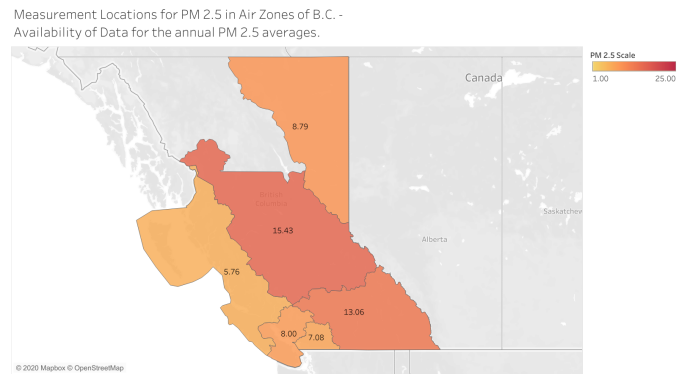 Measurement Locations for PM 2.5 in Air Zones of B.C. -
Availability of Data for the annual PM 2.5 averages.
PM 2.5 Scale
1.00 25.00
Canada
8.79
British
Columbia
15.43
Saskatchew
Alberta
5.76
13.06
8.00
7.08
© 2020 Mapbox © OpenStreetMap